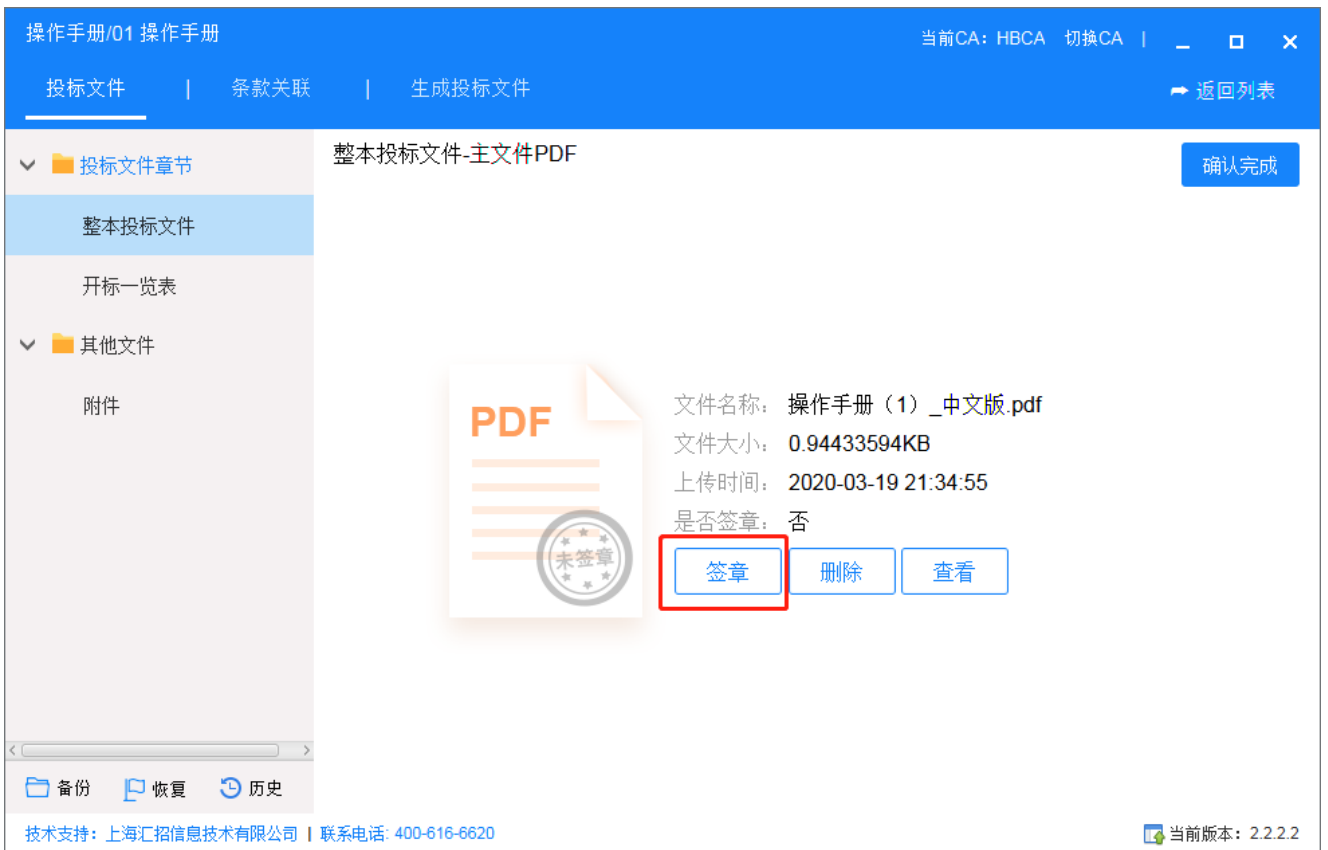 操作手册/01 操作手册
当前CA：HBCA 切换CA |
投标文件 | 条款关联 | 生成投标文件
返回列表
投标文件章节
整本投标文件
开标一览表
其他文件
附件
整本投标文件-主文件PDF
确认完成
PDF
未签章
文件名称： 操作手册（1）_中文版.pdf
文件大小： 0.94433594KB
上传时间： 2020-03-19 21:34:55
是否签章： 否
签章 删除 查看
备份 恢复 历史
技术支持：上海汇招信息技术有限公司 | 联系电话: 400-616-6620
当前版本：2.2.2.2